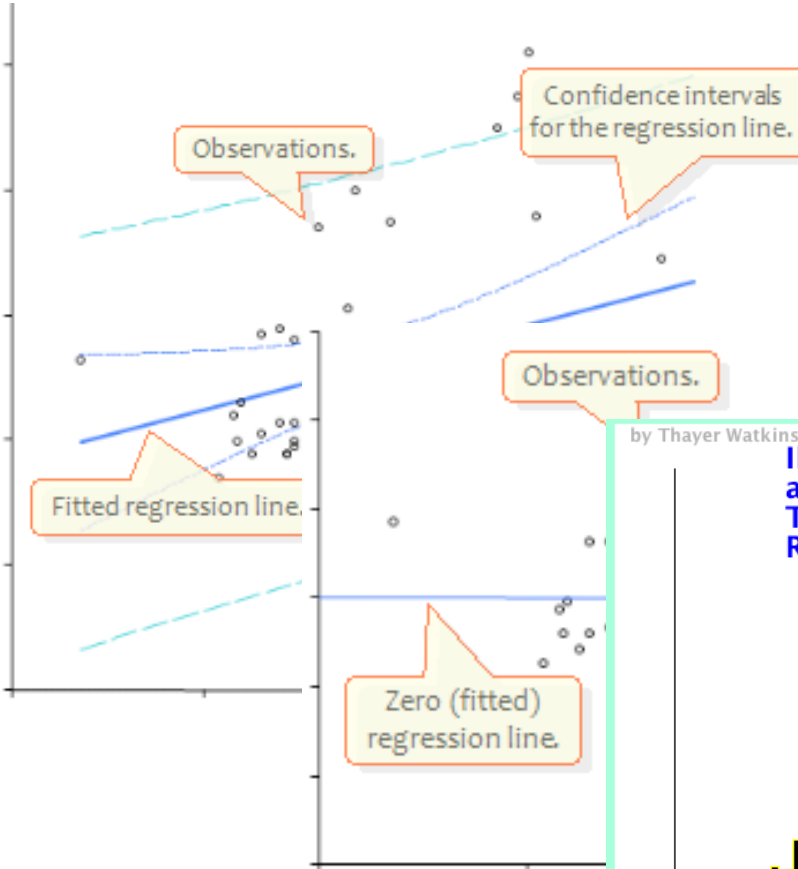 Observations.
Confidence intervals
for the regression line.
Fitted regression line.
Observations.
by Thayer Watkins
Zero (fitted)
regression line.